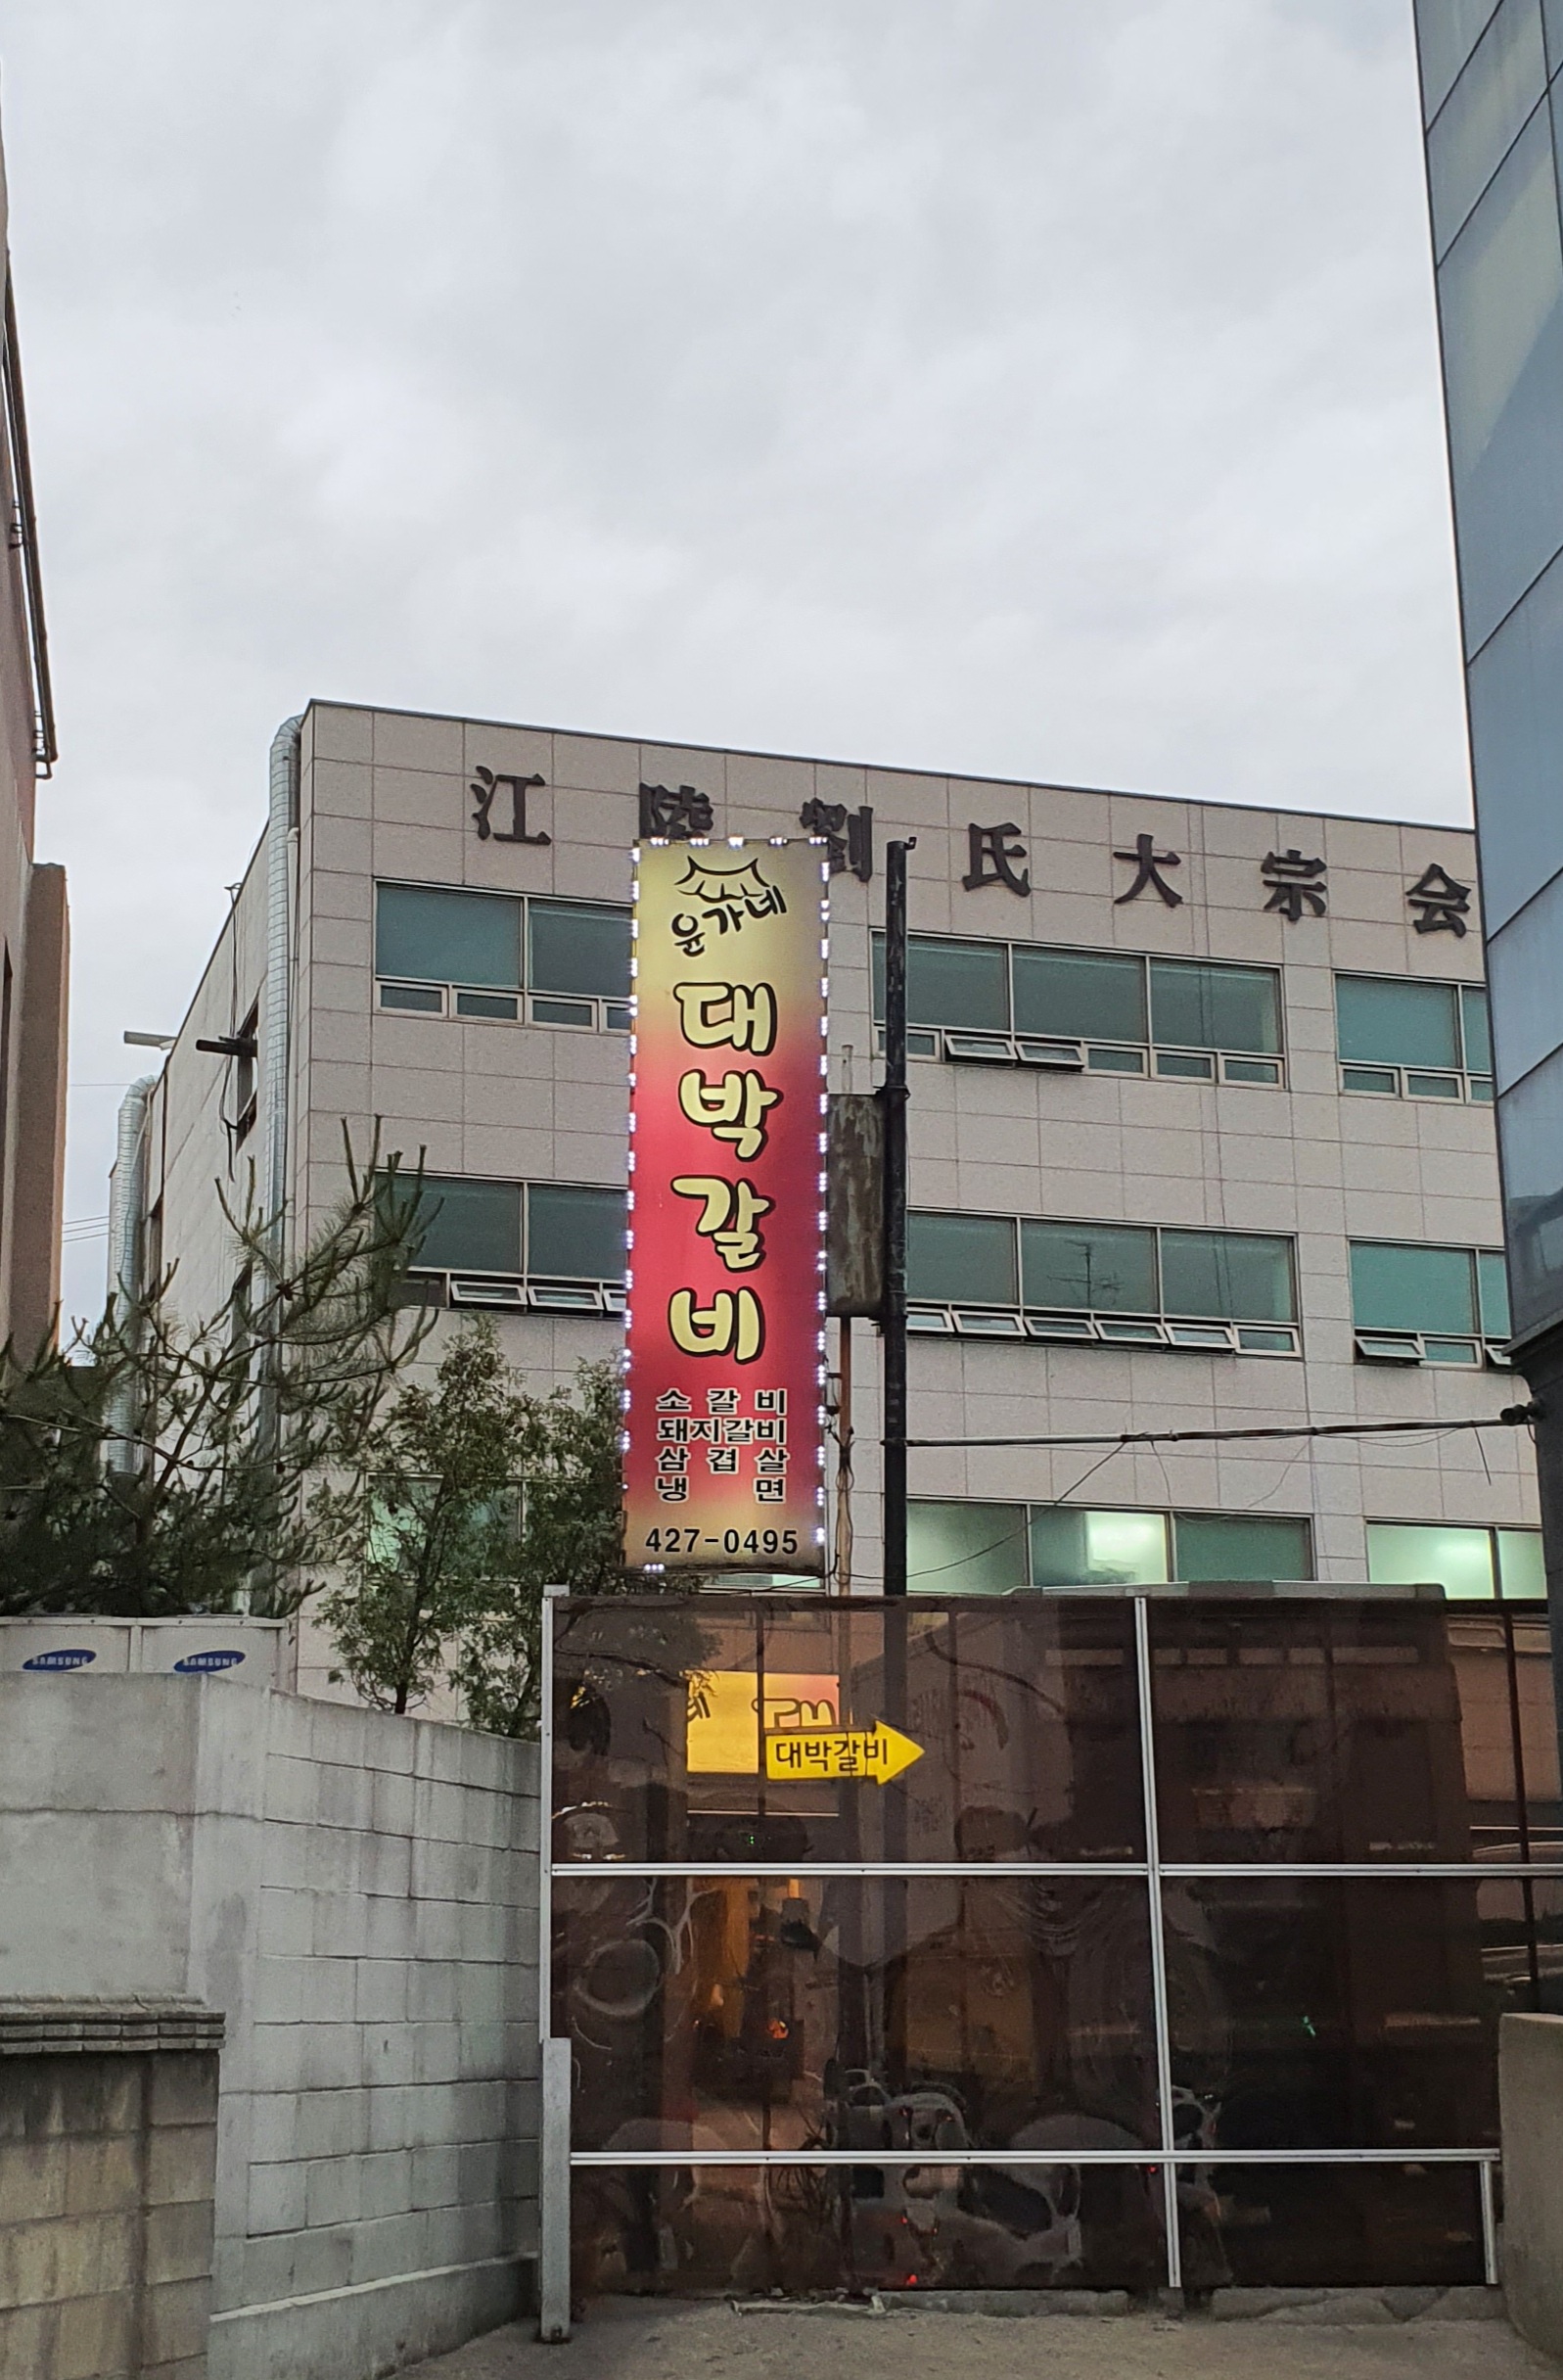 江陵劉氏大宗会
윤가네
대박갈비
소갈비
돼지갈비
삼겹살
냉면
427-0495
SAMSUNG
SAMSUNG
네
대박갈비